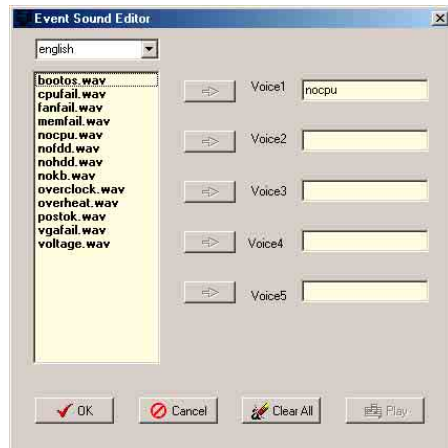 Event Sound Editor
english
bootos.wav
cpufail.wav
fanfail.wav
memfail.wav
nocpu.wav
nofdd.wav
nohdd.wav
nokb.wav
overclock.wav
overheat.wav
postok.wav
vgafail.wav
voltage.wav
Voice1 nocpu
Voice2
Voice3
Voice4
Voice5
OK Cancel Clear All Play